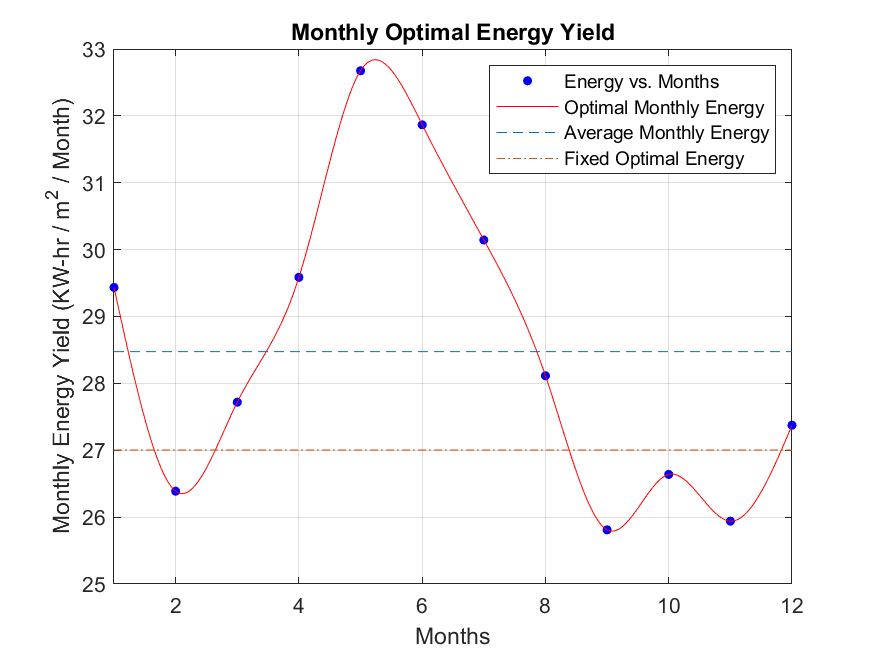 Monthly Optimal Energy Yield
Monthly Energy Yield (KW-hr / m² / Month)
33
32
31
30
29
28
27
26
25
Energy vs. Months
Optimal Monthly Energy
Average Monthly Energy
Fixed Optimal Energy
2 4 6 8 10 12
Months